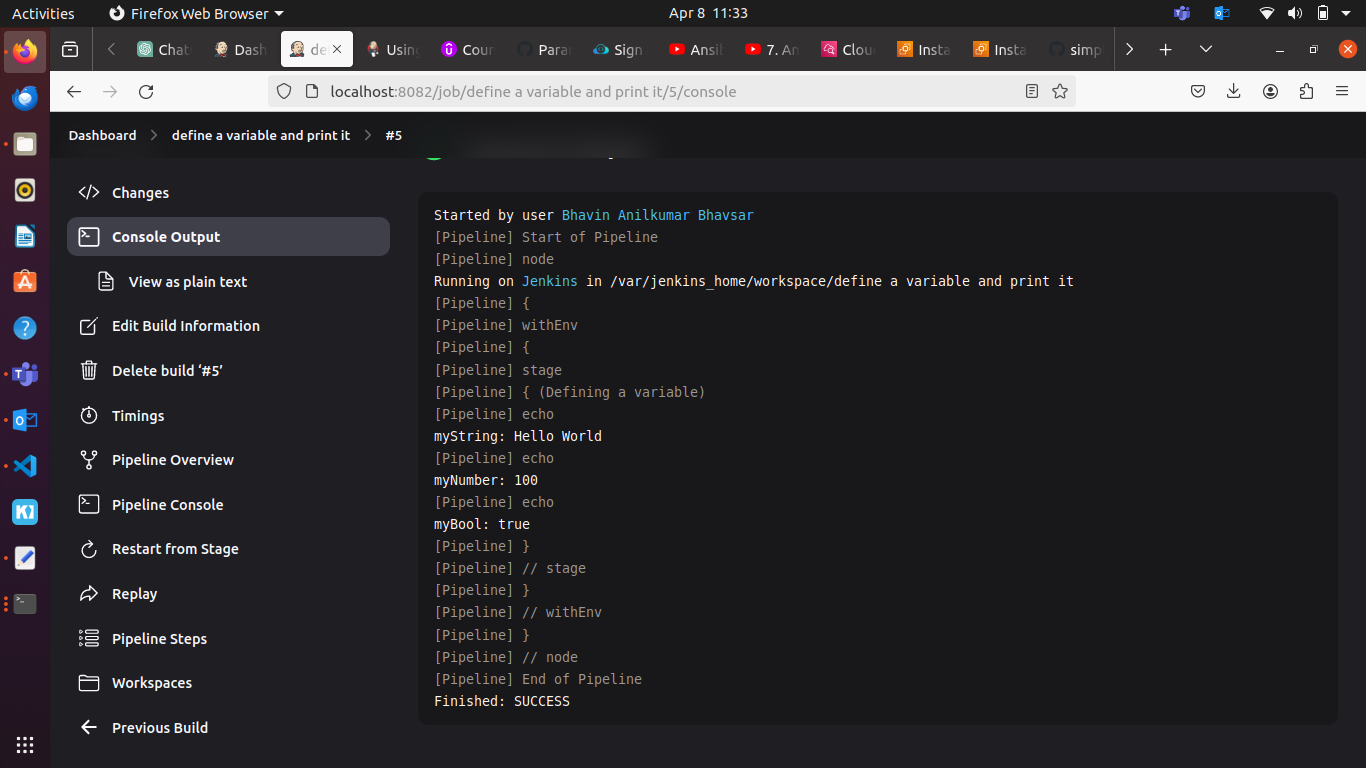 Activities
Firefox Web Browser
Apr 8 11:33
Chat
Dash
de
Using
Cour
Para
Sign
Ansil
7. An
Clou
Insta
Insta
simp
localhost:8082/job/define a variable and print it/5/console
Dashboard
define a variable and print it
#5
Changes
Console Output
View as plain text
Edit Build Information
Delete build ‘#5’
Timings
Pipeline Overview
Pipeline Console
Restart from Stage
Replay
Pipeline Steps
Workspaces
Previous Build
Started by user Bhavin Anilkumar Bhavsar
[Pipeline] Start of Pipeline
[Pipeline] node
Running on Jenkins in /var/jenkins_home/workspace/define a variable and print it
[Pipeline] {
[Pipeline] withEnv
[Pipeline] {
[Pipeline] stage
[Pipeline] { (Defining a variable)
[Pipeline] echo
myString: Hello World
[Pipeline] echo
myNumber: 100
[Pipeline] echo
myBool: true
[Pipeline] }
[Pipeline] // stage
[Pipeline] }
[Pipeline] // withEnv
[Pipeline] }
[Pipeline] // node
[Pipeline] End of Pipeline
Finished: SUCCESS